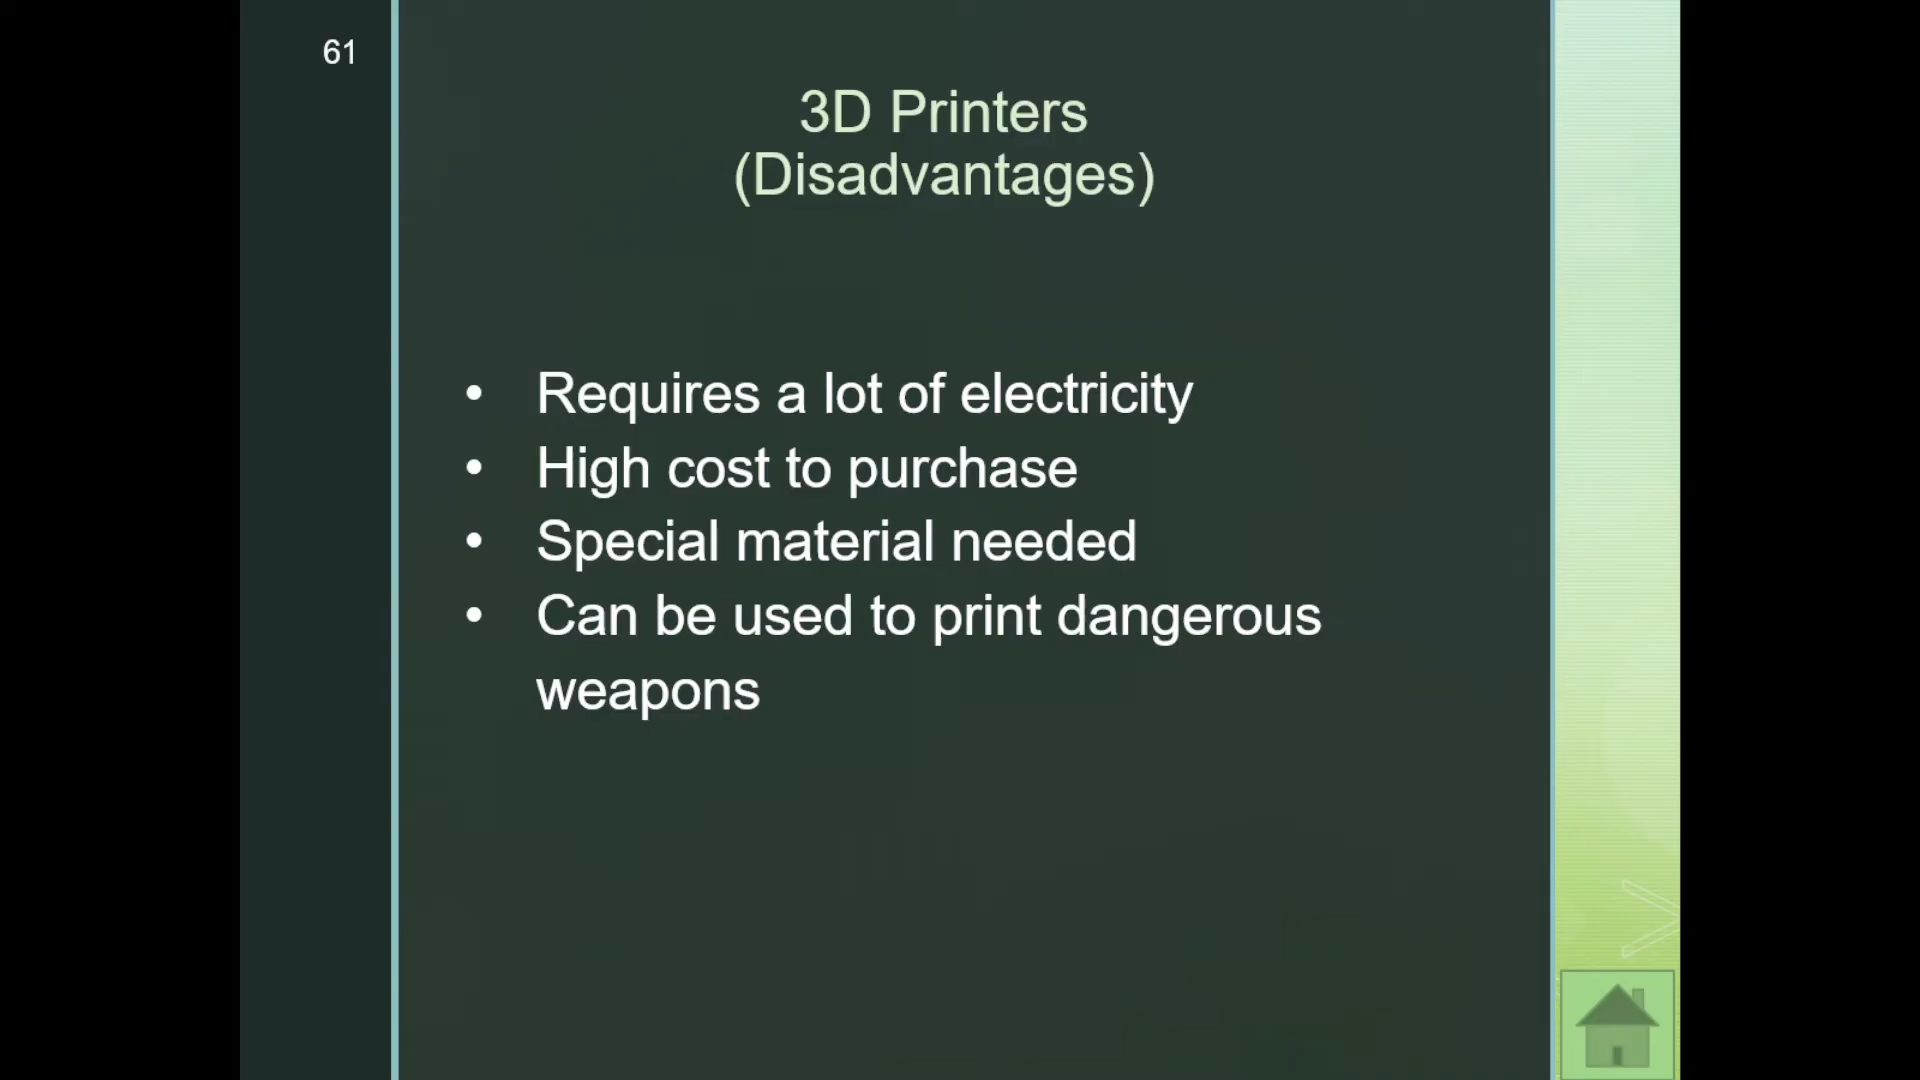 61
3D Printers
(Disadvantages)
• Requires a lot of electricity
• High cost to purchase
• Special material needed
• Can be used to print dangerous
weapons